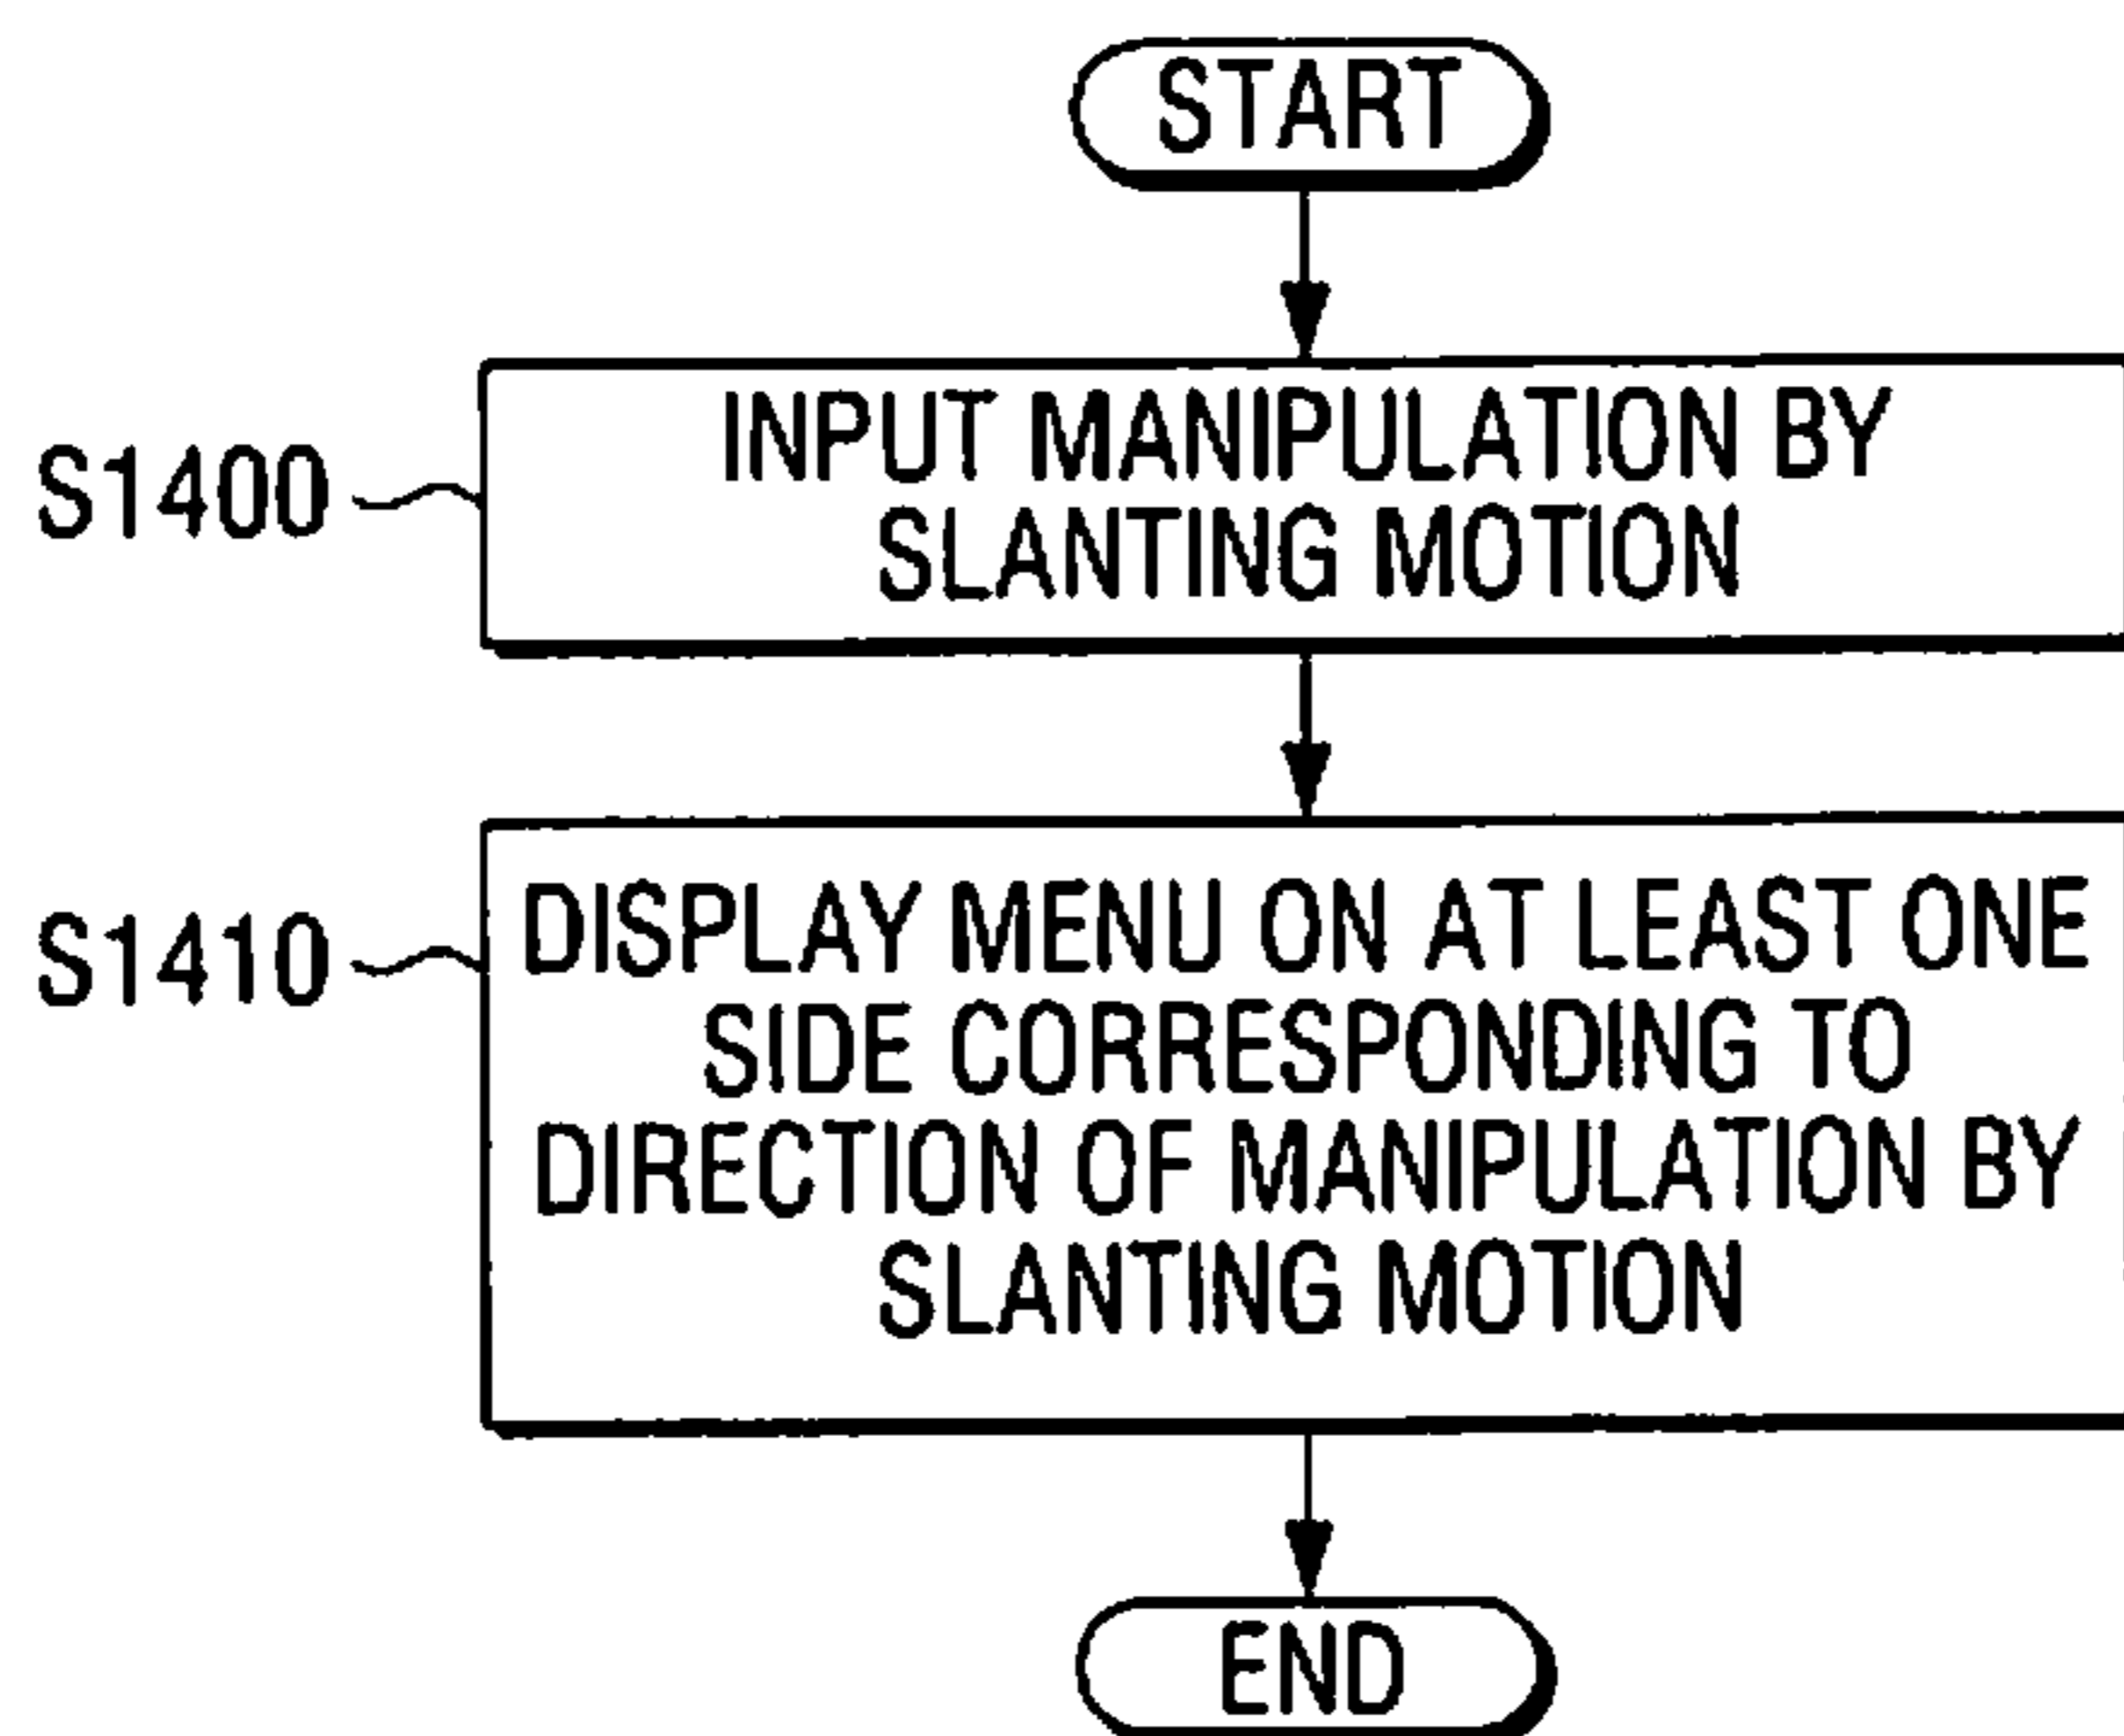 START
S1400
INPUT MANIPULATION BY
SLANTING MOTION
S1410
DISPLAY MENU ON AT LEAST ONE
SIDE CORRESPONDING TO
DIRECTION OF MANIPULATION BY
SLANTING MOTION
END